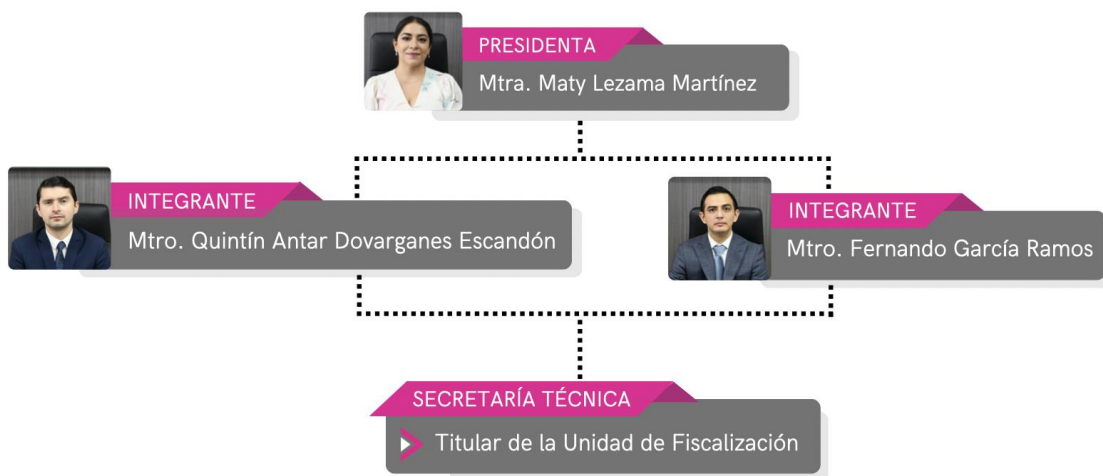 PRESIDENTA
Mtra. Maty Lezama Martínez
INTEGRANTE
Mtro. Quintín Antar Dovarganes Escandón
INTEGRANTE
Mtro. Fernando García Ramos
SECRETARÍA TÉCNICA
Titular de la Unidad de Fiscalización